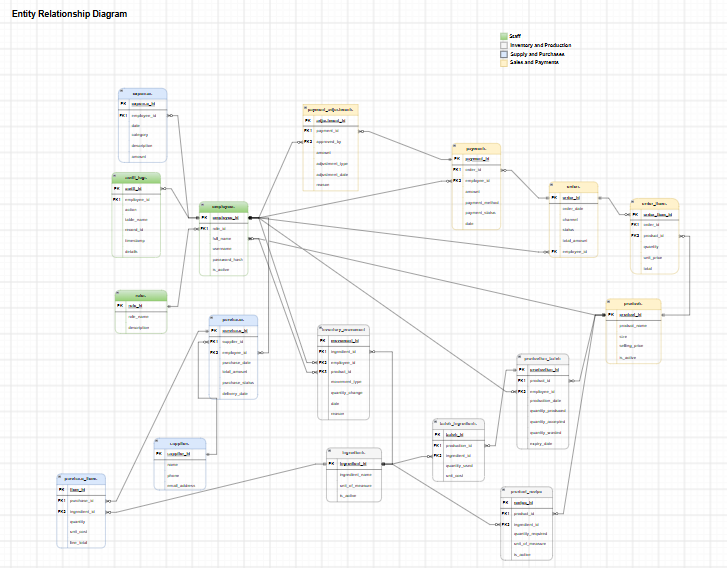 Entity Relationship Diagram
Staff
Inventory and Production
Supply and Purchases
Sales and Payments
expenses
PK expense_id
FK1 employee_id
date
category
description
amount
payment_adjustments
PK adjustment_id
FK1 payment_id
FK2 approved_by
amount
adjustment_type
adjustment_date
reason
payments
PK payment_id
FK1 order_id
FK2 employee_id
amount
payment_method
payment_status
date
audit_logs
PK audit_id
FK1 employee_id
action
table_name
record_id
timestamp
details
orders
PK order_id
order_date
channel
status
total_amount
FK1 employee_id
order_items
PK order_item_id
FK1 order_id
FK2 product_id
quantity
unit_price
total
employees
PK employee_id
FK1 role_id
full_name
username
password_hash
is_active
roles
PK role_id
role_name
description
products
PK product_id
product_name
size
selling_price
is_active
purchases
PK purchase_id
FK1 supplier_id
FK2 employee_id
purchase_date
total_amount
purchase_status
delivery_date
inventory_movement
PK movement_id
FK1 ingredient_id
FK2 employee_id
FK3 product_id
movement_type
quantity_change
date
reason
production_batch
PK production_id
FK1 product_id
FK2 employee_id
production_date
quantity_produced
quantity_wasted
expiry_date
batch_ingredients
PK batch_id
FK1 production_id
FK2 ingredient_id
quantity_used
unit_cost
suppliers
PK supplier_id
name
phone
email_address
ingredients
PK ingredient_id
ingredient_name
unit_of_measure
is_active
purchase_items
PK item_id
FK1 purchase_id
FK2 ingredient_id
quantity
unit_cost
line_total
product_recipe
PK recipe_id
FK1 product_id
FK2 ingredient_id
quantity_required
unit_of_measure
is_active